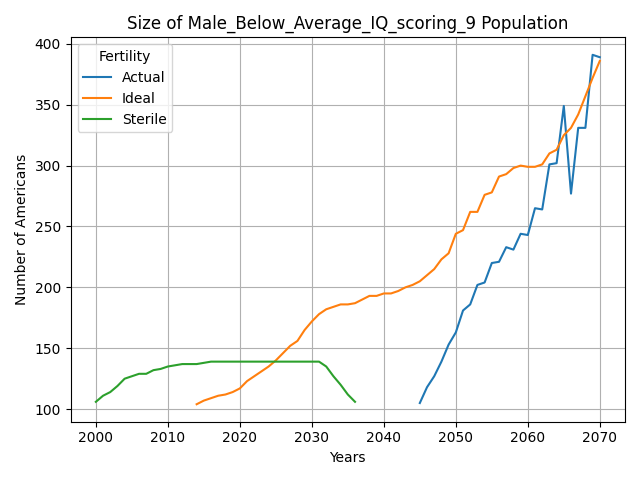 Size of Male_Below_Average_IQ_scoring_9 Population
Fertility
Actual
Ideal
Sterile
Number of Americans
400
350
300
250
200
150
100
2000
2010
2020
2030
2040
2050
2060
2070
Years